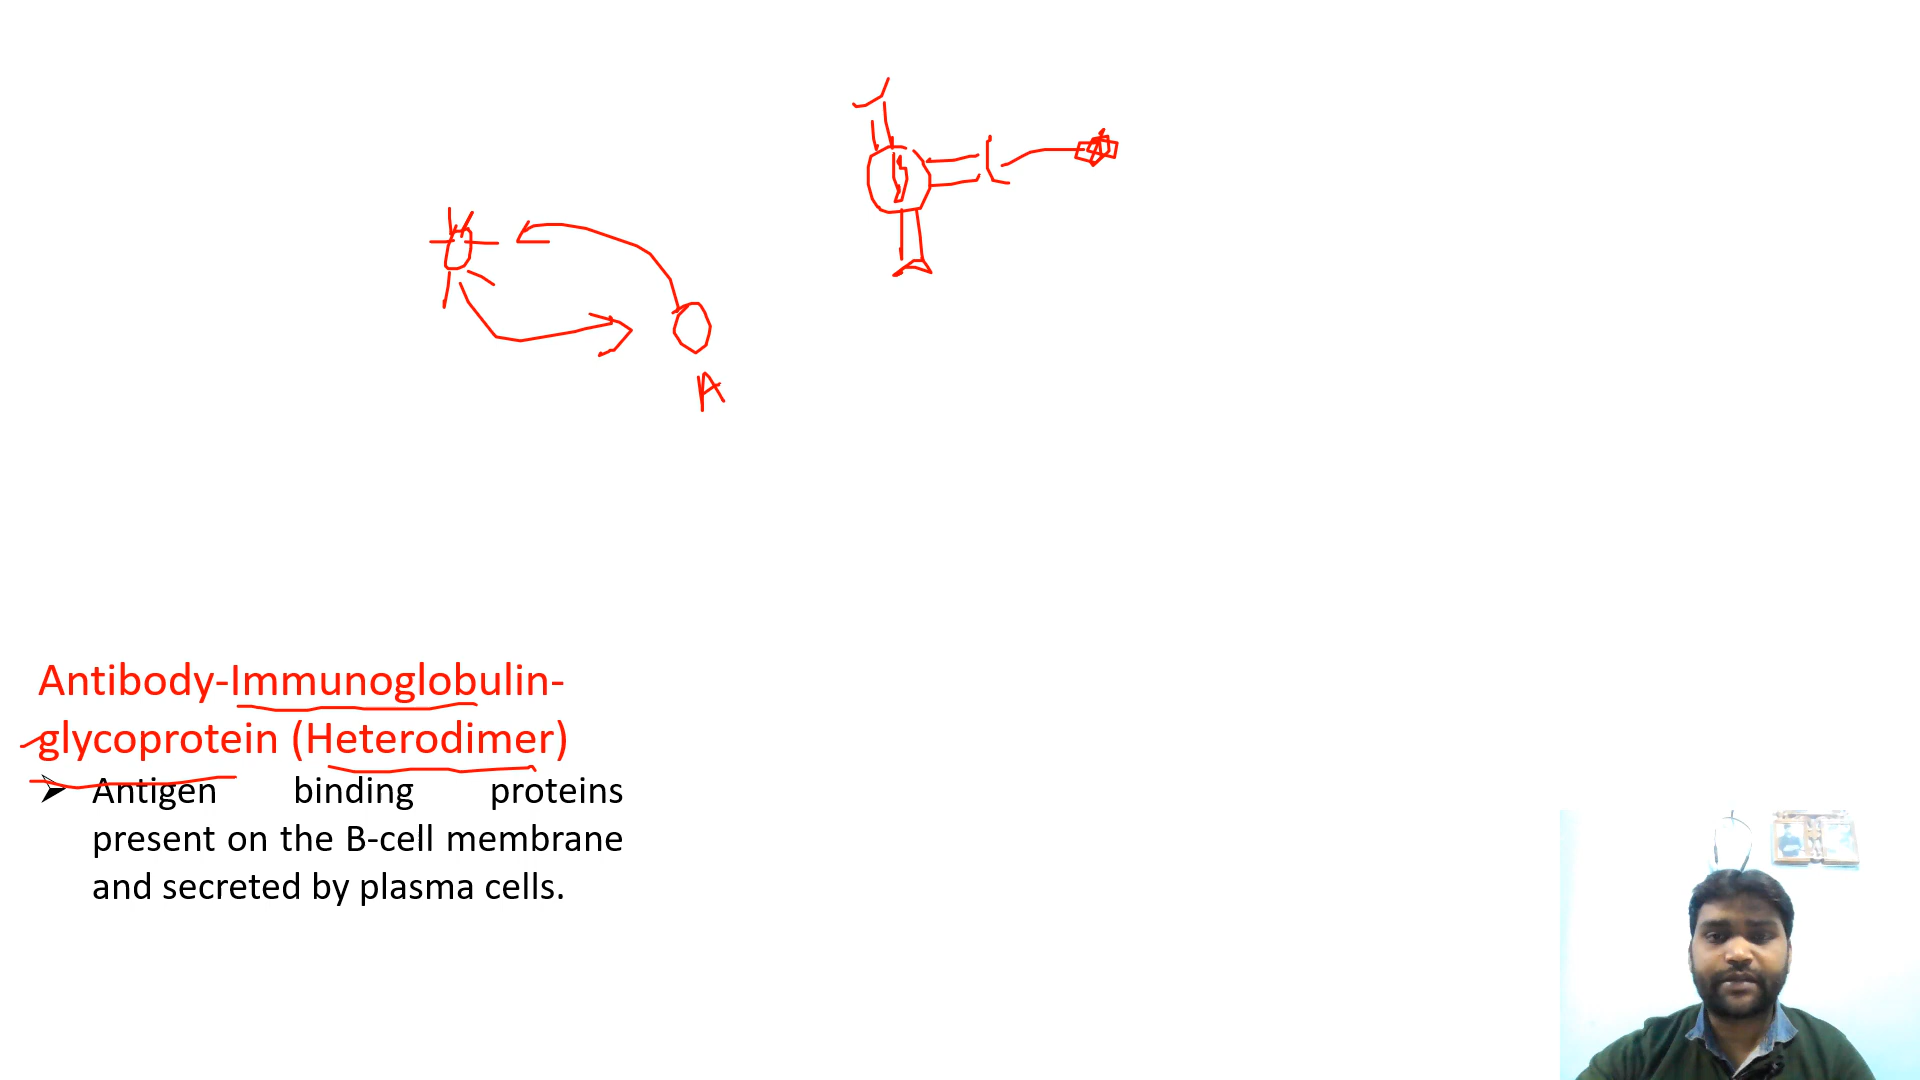 A
Antibody-Immunoglobulin-
glycoprotein (Heterodimer)
Antigen binding proteins
present on the B-cell membrane
and secreted by plasma cells.